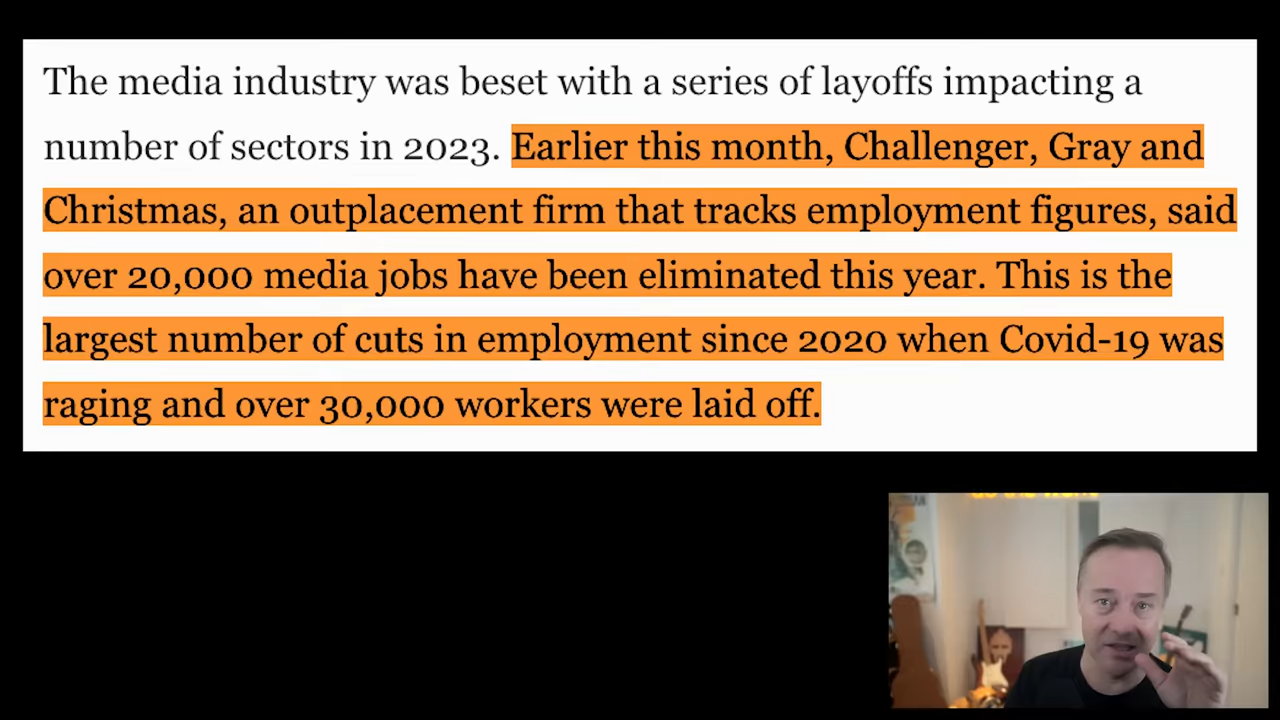 The media industry was beset with a series of layoffs impacting a
number of sectors in 2023. Earlier this month, Challenger, Gray and
Christmas, an outplacement firm that tracks employment figures, said
over 20,000 media jobs have been eliminated this year. This is the
largest number of cuts in employment since 2020 when Covid-19 was
raging and over 30,000 workers were laid off.